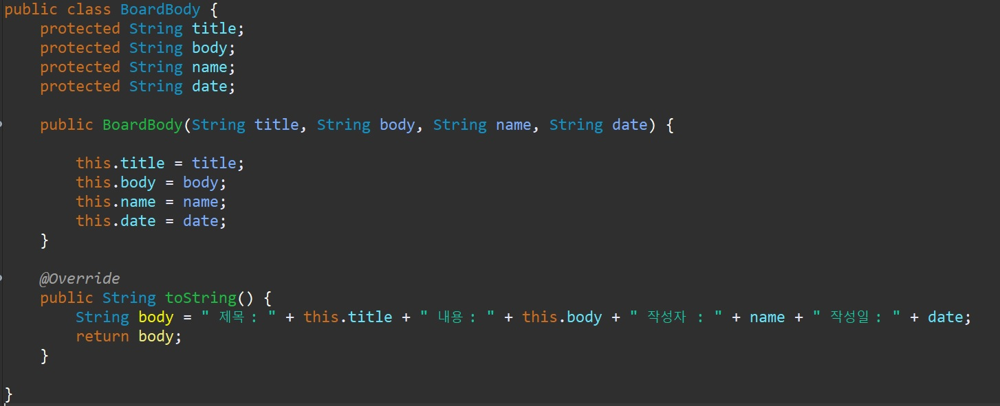 public class BoardBody {
    protected String title;
    protected String body;
    protected String name;
    protected String date;
    public BoardBody(String title, String body, String name, String date) {
        this.title = title;
        this.body = body;
        this.name = name;
        this.date = date;
    }
    @Override
    public String toString() {
        String body = " 제목 : " + this.title + " 내용 : " + this.body + " 작성자 : " + name + " 작성일 : " + date;
        return body;
    }
}